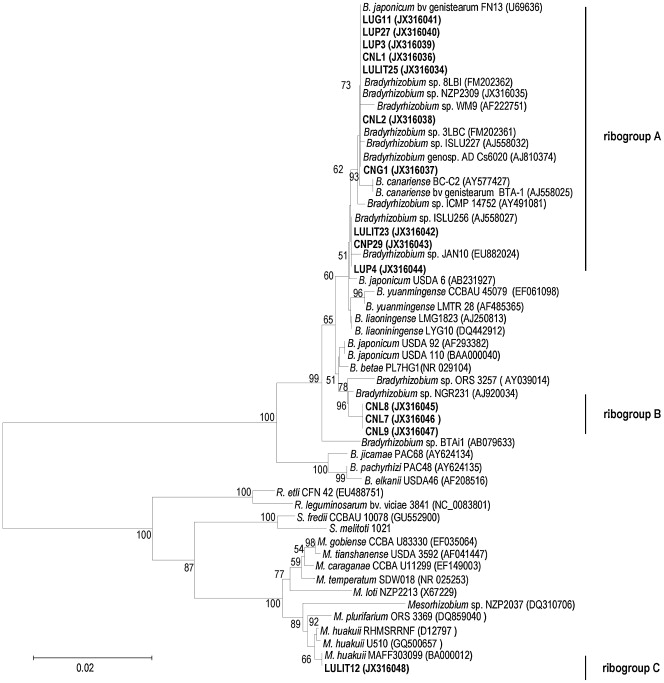 B. japonicum bv genistearum FN13 (U69636)
LUG11 (JX316041)
LUP27 (JX316040)
LUP3 (JX316039)
CNL1 (JX316036)
LULIT25 (JX316034)
73
Bradyrhizobium sp. 8LBI (FM202362)
Bradyrhizobium sp. NZP2309 (JX316035)
Bradyrhizobium sp. WM9 (AF222751)
CNL2 (JX316038)
Bradyrhizobium sp. 3LBC (FM202361)
ribogroup A
Bradyrhizobium sp. ISLU227 (AJ558032)
Bradyrhizobium genosp. AD Cs6020 (AJ810374)
62
CNG1 (JX316037)
93
B. canariense BC-C2 (AY577427)
B. canariense bv genistearum BTA-1 (AJ558025)
Bradyrhizobium sp. ICMP 14752 (AY491081)
Bradyrhizobium sp. ISLU256 (AJ558027)
LULIT23 (JX316042)
CNP29 (JX316043)
51
Bradyrhizobium sp. JAN10 (EU882024)
LUP4 (JX316044)
60
B. japonicum USDA 6 (AB231927)
96
B. yuanmingense CCBAU 45079 (EF061098)
B. yuanmingense LMTR 28 (AF485365)
65
B. liaoningense LMG1823 (AJ250813)
B. liaoniningense LYG10 (DQ442912)
B. japonicum USDA 92 (AF293382)
B. japonicum USDA 110 (BAA000040)
B. betae PL7HG1(NR 029104)
99
51
Bradyrhizobium sp. ORS 3257 ( AY039014)
78
Bradyrhizobium sp. NGR231 (AJ920034)
96
CNL8 (JX316045)
100
CNL7 (JX316046 )
ribogroup B
CNL9 (JX316047)
Bradyrhizobium sp. BTAi1 (AB079633)
B. jicamae PAC68 (AY624134)
100
B. pachyrhizi PAC48 (AY624135)
99
B. elkanii USDA46 (AF208516)
100
R. etli CFN 42 (EU488751)
R. leguminosarum bv. viciae 3841 (NC_0083801)
100
S. fredii CCBAU 10078 (GU552900)
S. melitoti 1021
100
98
M. gobiense CCBA U83330 (EF035064)
54
M. tianshanense USDA 3592 (AF041447)
59
M. caraganae CCBA U11299 (EF149003)
87
77
M. temperatum SDW018 (NR 025253)
M. loti NZP2213 (X67229)
100
Mesorhizobium sp. NZP2037 (DQ310706)
89
92
M. plurifarium ORS 3369 (DQ859040 )
M. huakuii RHMSRRNF (D12797 )
M. huakuii U510 (GQ500657 )
66
M. huakuii MAFF303099 (BA000012)
0.02
LULIT12 (JX316048)
ribogroup C